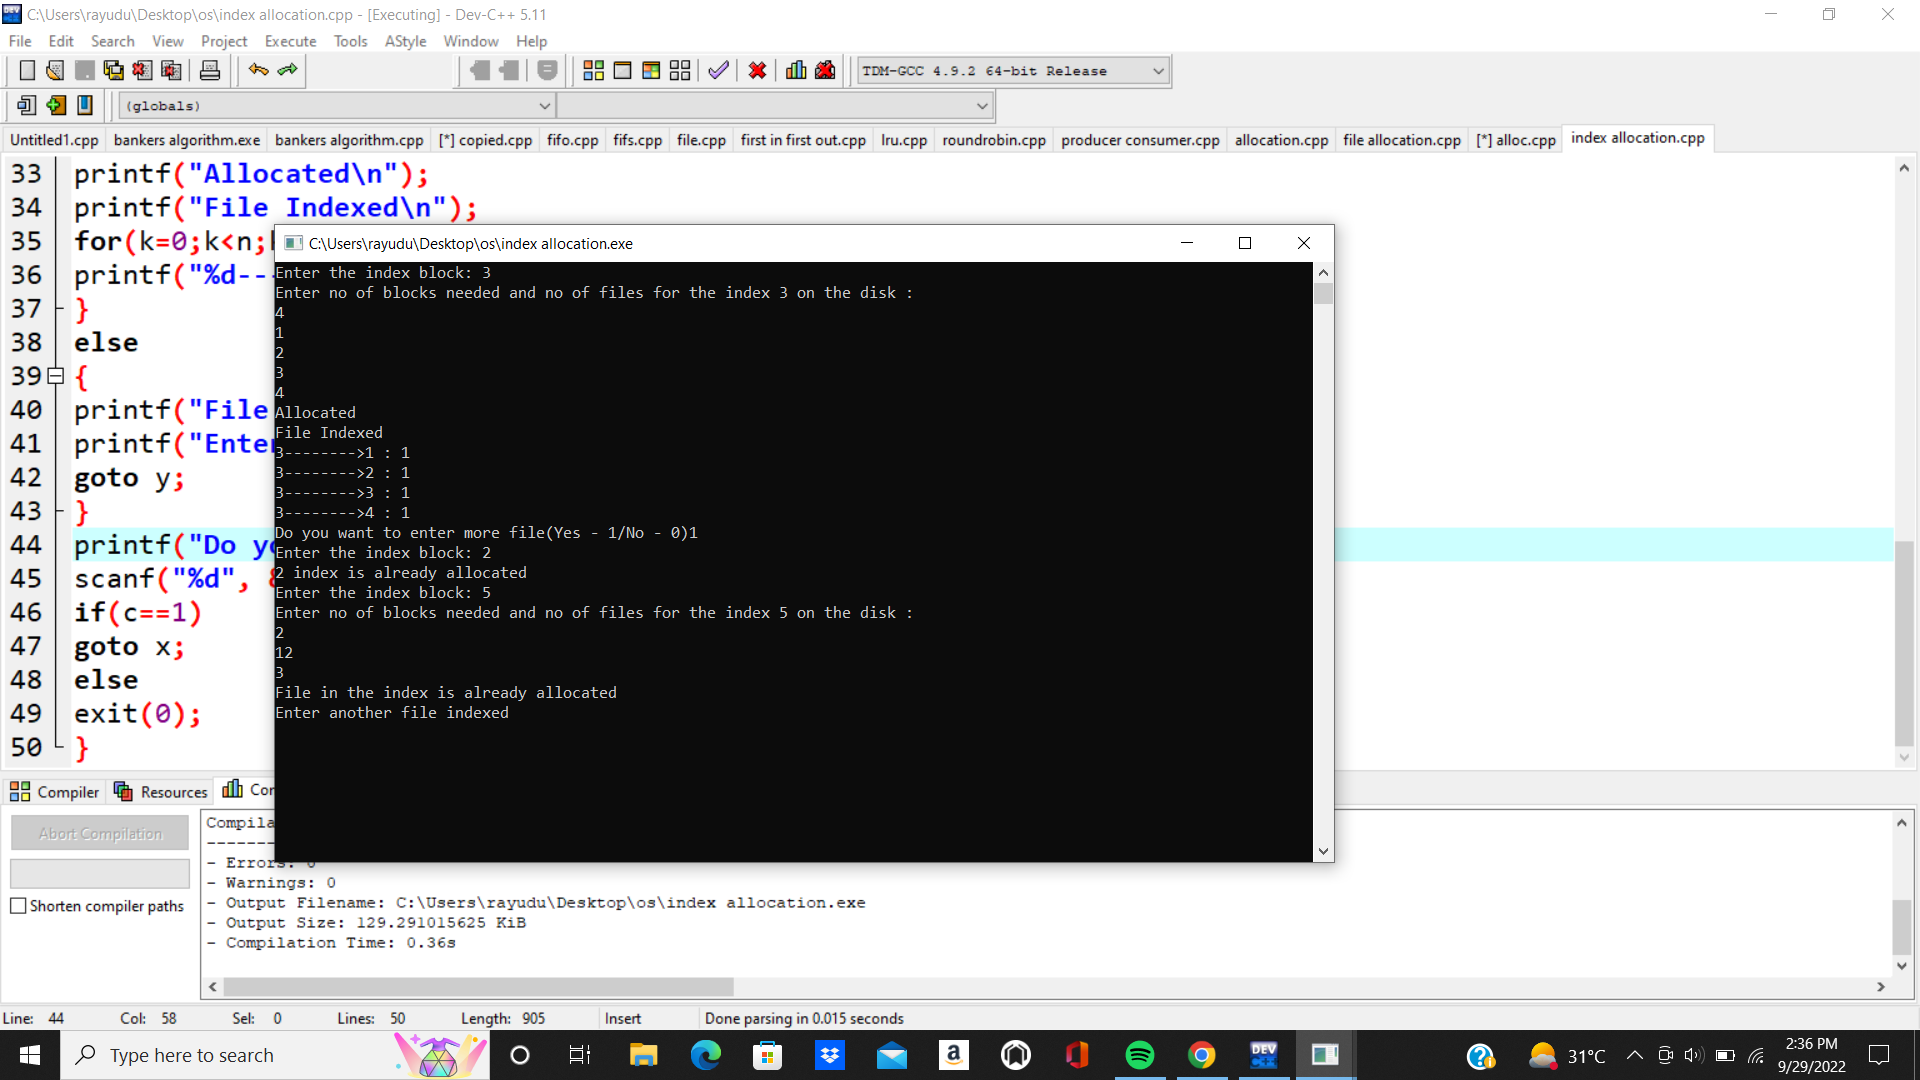 C:\Users\rayudu\Desktop\os\index allocation.cpp - [Executing] - Dev-C++ 5.11
File Edit Search View Project Execute Tools AStyle Window Help
TDM-GCC 4.9.2 64-bit Release
(globals)
Untitled1.cpp bankers algorithm.exe bankers algorithm.cpp [*] copied.cpp fifo.cpp fifs.cpp file.cpp first in first out.cpp lru.cpp roundrobin.cpp producer consumer.cpp allocation.cpp file allocation.cpp [*] alloc.cpp index allocation.cpp
33 printf("Allocated\n");
34 printf("File Indexed\n");
35 for(k=0;k<n;
36 printf("%d--
37 }
38 else
39 {
40 printf("File
41 printf("Enter
42 goto y;
43 }
44 printf("Do yo
45 scanf("%d",
46 if(c==1)
47 goto x;
48 else
49 exit(0);
50 }
C:\Users\rayudu\Desktop\os\index allocation.exe
Enter the index block: 3
Enter no of blocks needed and no of files for the index 3 on the disk :
4
1
2
3
4
Allocated
File Indexed
3-------->1 : 1
3-------->2 : 1
3-------->3 : 1
3-------->4 : 1
Do you want to enter more file(Yes - 1/No - 0)1
Enter the index block: 2
2 index is already allocated
Enter the index block: 5
Enter no of blocks needed and no of files for the index 5 on the disk :
2
12
3
File in the index is already allocated
Enter another file indexed
Compiler Resources Co
Abort Compilation
Shorten compiler paths
Compila
--------
- Errors: 0
- Warnings: 0
- Output Filename: C:\Users\rayudu\Desktop\os\index allocation.exe
- Output Size: 129.291015625 KiB
- Compilation Time: 0.36s
Line: 44 Col: 58 Sel: 0 Lines: 50 Length: 905 Insert Done parsing in 0.015 seconds
Type here to search
DEV C++
31°C
2:36 PM
9/29/2022